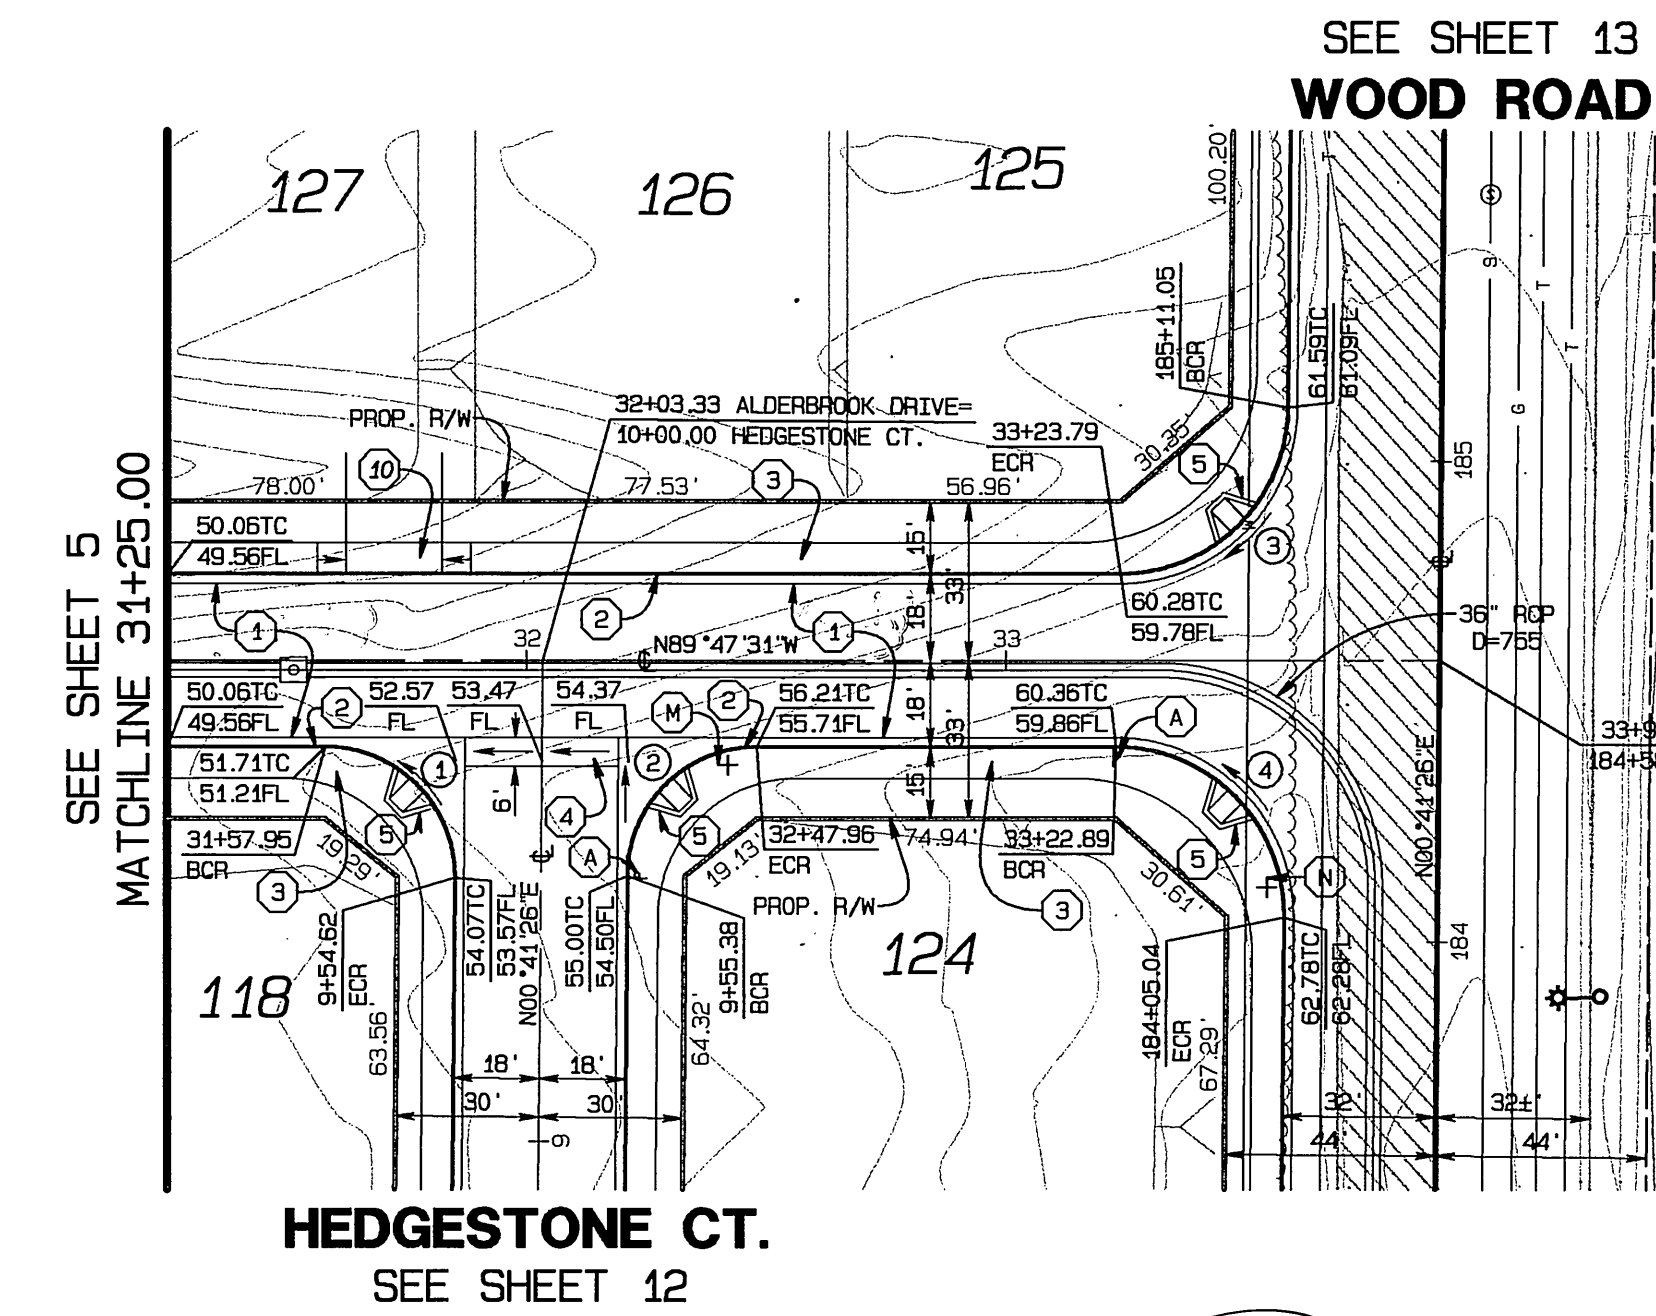 SEE SHEET 13
WOOD ROAD
127
126
125
100.20'
185+11.05
BCR
61.59TC
61.09FL
PROP. R/W
32+03.33 ALDERBROOK DRIVE=
10+00.00 HEDGESTONE CT.
33+23.79
ECR
30.35'
5
10
3
78.00'
77.53'
56.96'
185
SEE SHEET 5
MATCHLINE 31+25.00
50.06TC
49.56FL
15'
33'
3
18'
60.28TC
59.78FL
36" RCP
D=755
1
2
1
32
N89°47'31"W
33
50.06TC
49.56FL
2
52.57
FL
53.47
FL
54.37
FL
M
2
56.21TC
55.71FL
18'
33'
60.36TC
59.86FL
A
33+9
184+5
51.71TC
51.21FL
1
2
4
6'
4
15'
N00°41'26"E
31+57.95
BCR
19.29'
5
A
5
19.13'
32+47.96
ECR
74.94'
33+22.89
BCR
5
30.61'
N
3
PROP. R/W
3
9+54.62
ECR
54.07TC
53.57FL
N00°41'26"E
55.00TC
54.50FL
9+55.38
BCR
118
124
184
184+05.04
ECR
62.78TC
62.28FL
63.56'
64.32'
67.29'
18'
18'
30'
30'
9
32'
32±'
44'
44'
S
S
G
T
T
T
HEDGESTONE CT.
SEE SHEET 12